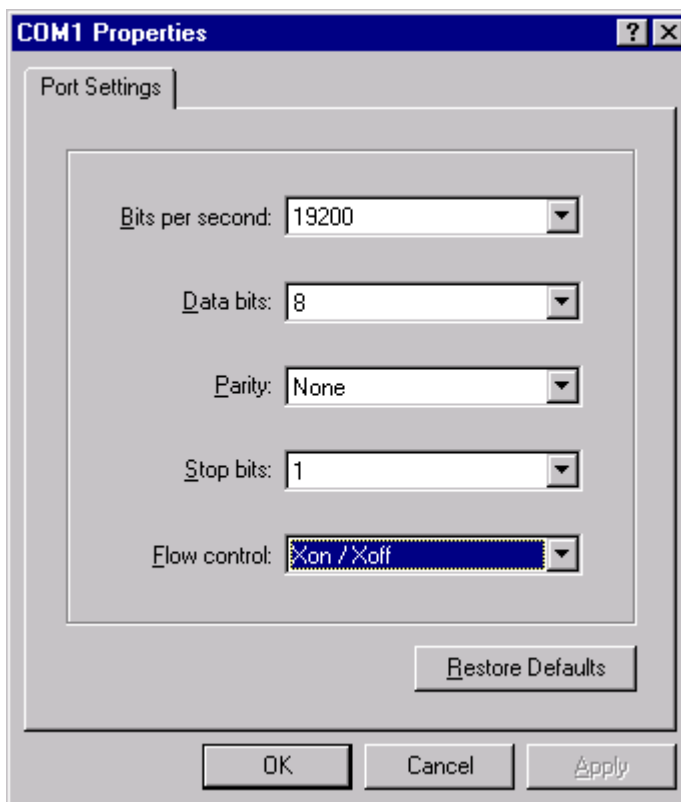 COM1 Properties
Port Settings
Bits per second: 19200
Data bits: 8
Parity: None
Stop bits: 1
Flow control: Xon / Xoff
Restore Defaults
OK Cancel Apply